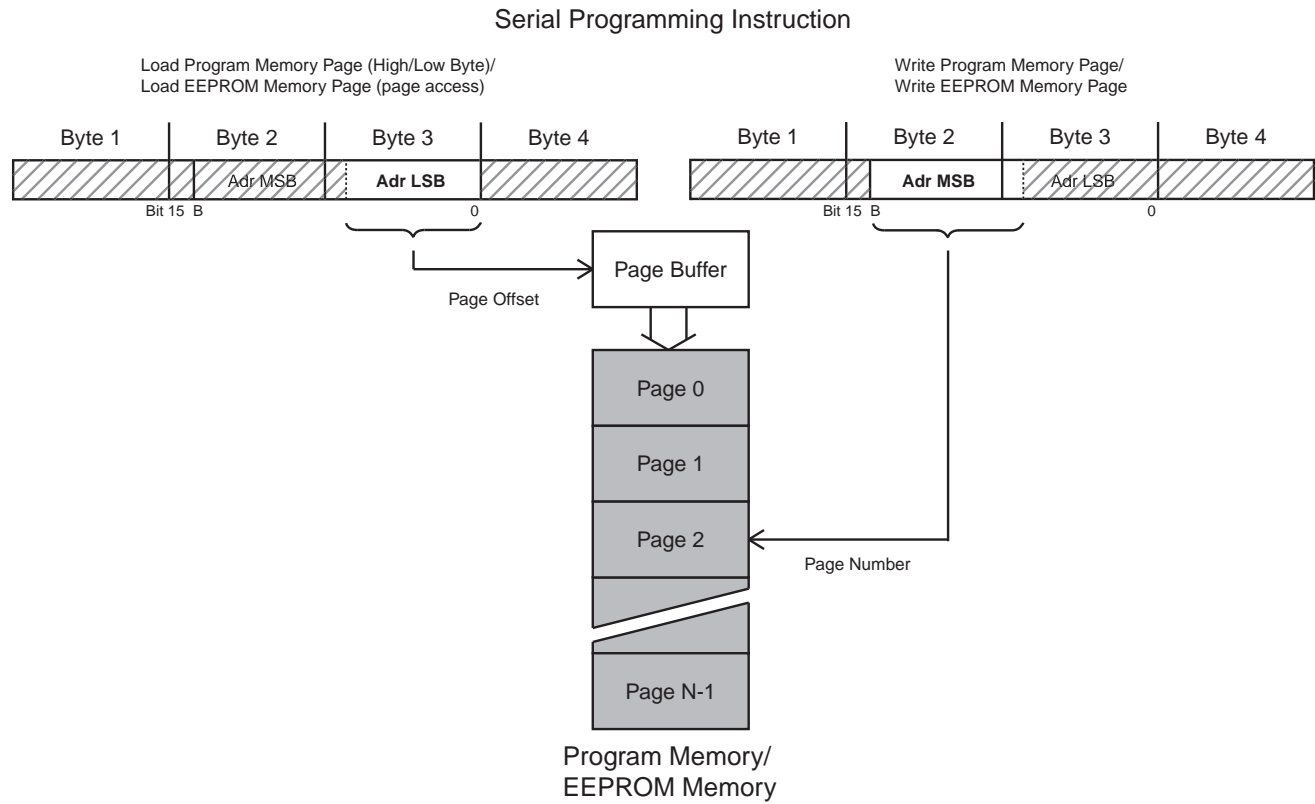 Serial Programming Instruction
Load Program Memory Page (High/Low Byte)/
Load EEPROM Memory Page (page access)
Write Program Memory Page/
Write EEPROM Memory Page
Byte 1 Byte 2 Byte 3 Byte 4
Byte 1 Byte 2 Byte 3 Byte 4
Adr MSB Adr LSB
Adr MSB Adr LSB
Bit 15 B 0
Bit 15 B 0
Page Buffer
Page Offset
Page 0
Page 1
Page 2
Page Number
Page N-1
Program Memory/
EEPROM Memory